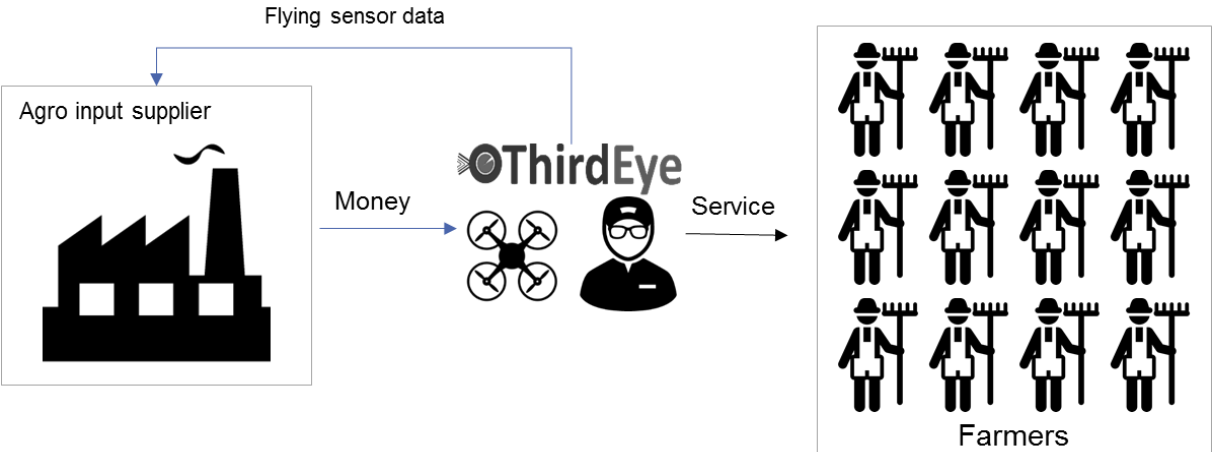 Flying sensor data
Agro input supplier
ThirdEye
Money
Service
Farmers